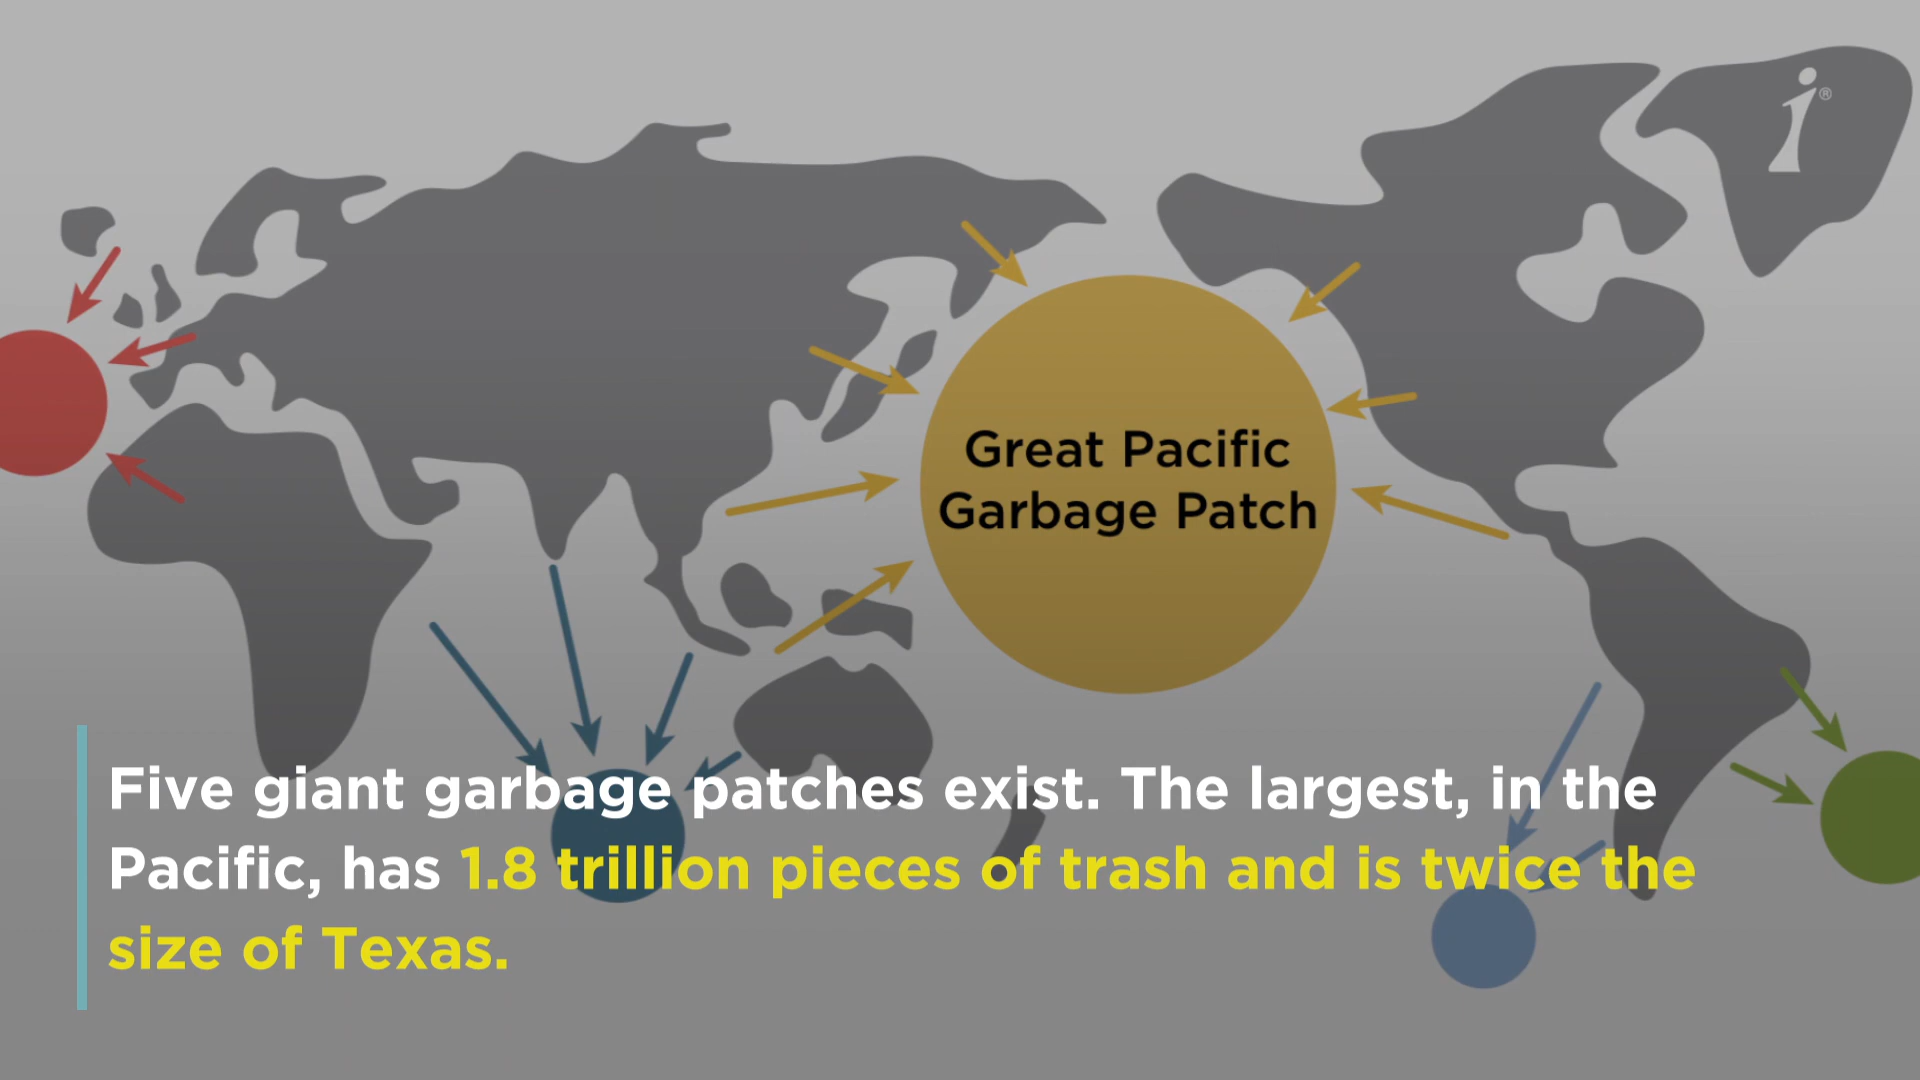 i®
Great Pacific
Garbage Patch
Five giant garbage patches exist. The largest, in the
Pacific, has 1.8 trillion pieces of trash and is twice the
size of Texas.